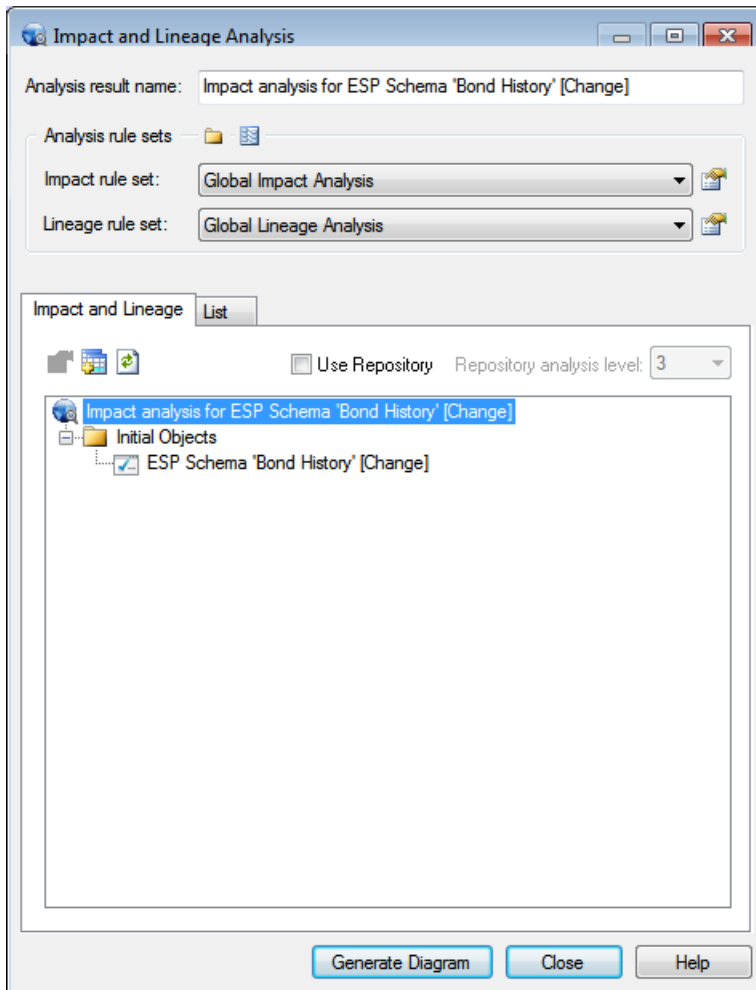 Impact and Lineage Analysis
Analysis result name: Impact analysis for ESP Schema 'Bond History' [Change]
Analysis rule sets
Impact rule set: Global Impact Analysis
Lineage rule set: Global Lineage Analysis
Impact and Lineage List
Use Repository Repository analysis level: 3
Impact analysis for ESP Schema 'Bond History' [Change]
Initial Objects
ESP Schema 'Bond History' [Change]
Generate Diagram Close Help